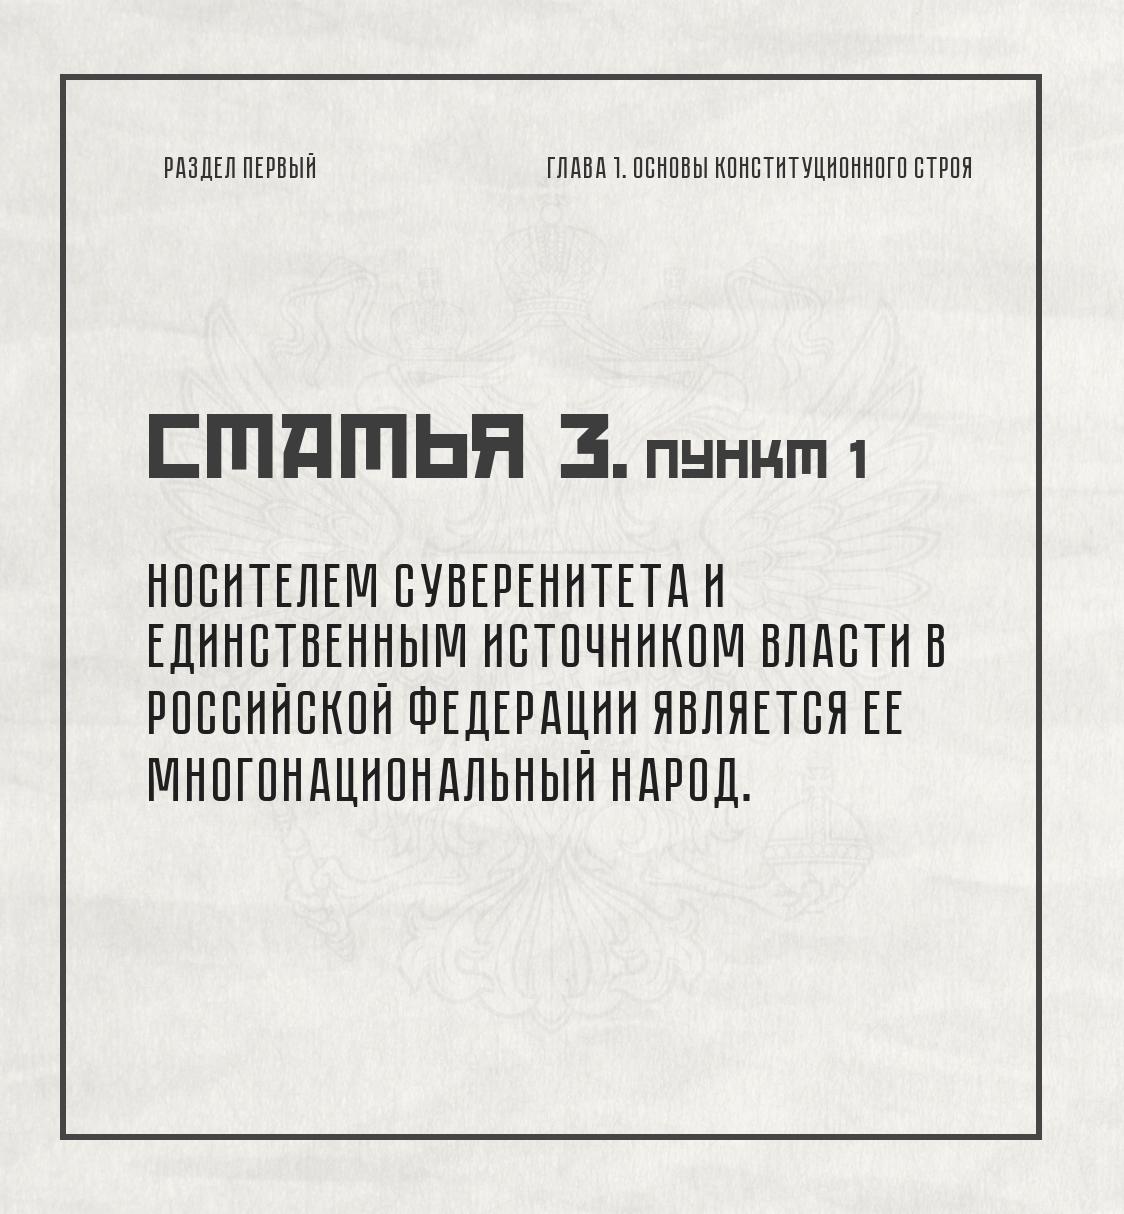 РАЗДЕЛ ПЕРВЫЙ
ГЛАВА 1. ОСНОВЫ КОНСТИТУЦИОННОГО СТРОЯ
СТАТЬЯ 3. ПУНКТ 1
НОСИТЕЛЕМ СУВЕРЕНИТЕТА И
ЕДИНСТВЕННЫМ ИСТОЧНИКОМ ВЛАСТИ В
РОССИЙСКОЙ ФЕДЕРАЦИИ ЯВЛЯЕТСЯ ЕЕ
МНОГОНАЦИОНАЛЬНЫЙ НАРОД.